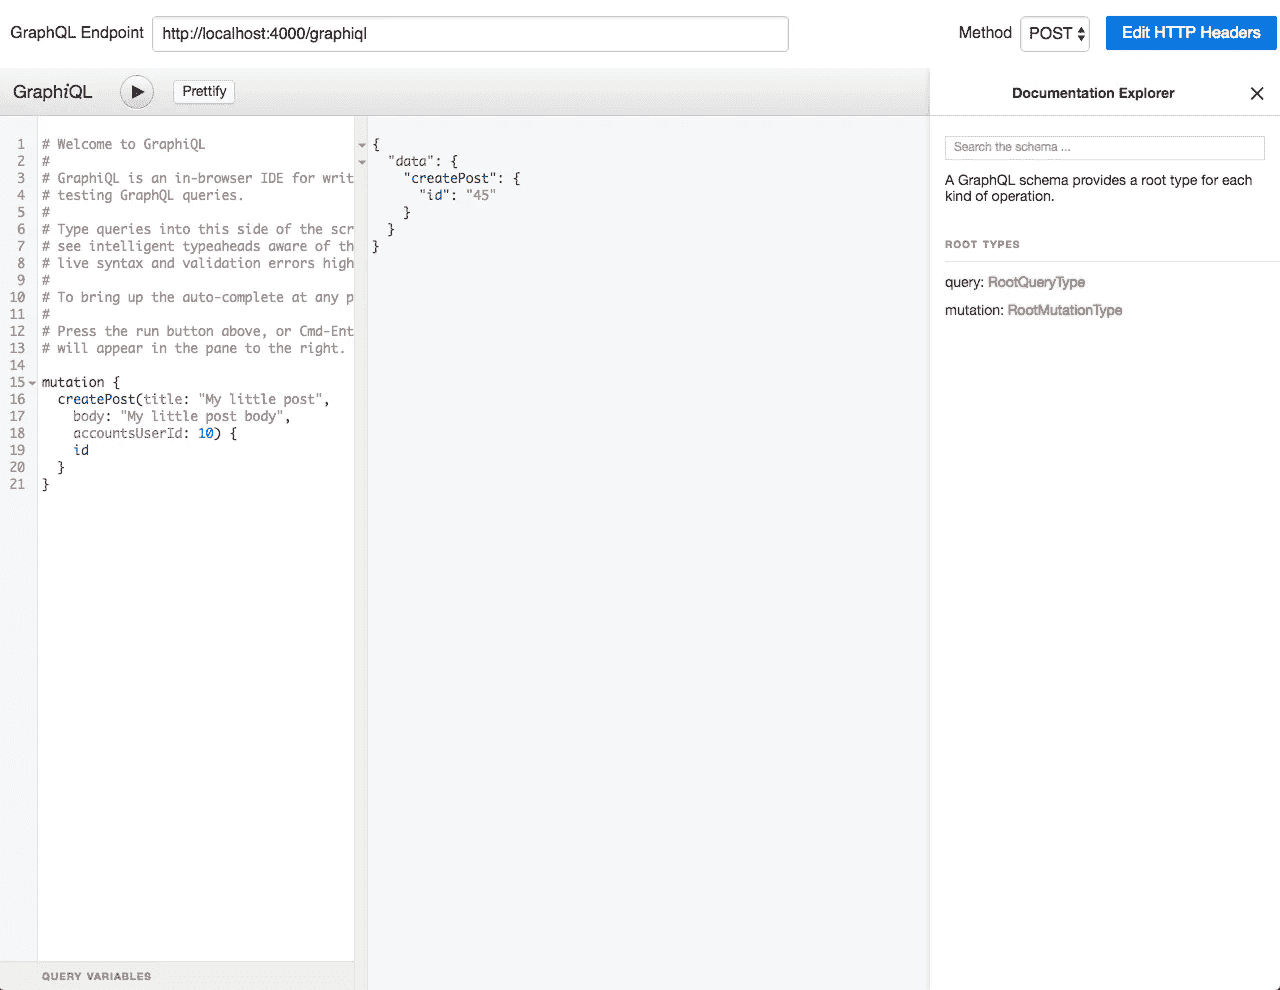 GraphQL Endpoint http://localhost:4000/graphiql Method POST Edit HTTP Headers
GraphiQL Prettify
1 # Welcome to GraphiQL
2 #
3 # GraphiQL is an in-browser IDE for writ
4 # testing GraphQL queries.
5 #
6 # Type queries into this side of the scr
7 # see intelligent typeaheads aware of th
8 # live syntax and validation errors high
9 #
10 # To bring up the auto-complete at any p
11 #
12 # Press the run button above, or Cmd-Ent
13 # will appear in the pane to the right.
14
15 mutation {
16 createPost(title: "My little post",
17 body: "My little post body",
18 accountsUserId: 10) {
19 id
20 }
21 }
QUERY VARIABLES
{
"data": {
"createPost": {
"id": "45"
}
}
}
Documentation Explorer
Search the schema ...
A GraphQL schema provides a root type for each
kind of operation.
ROOT TYPES
query: RootQueryType
mutation: RootMutationType